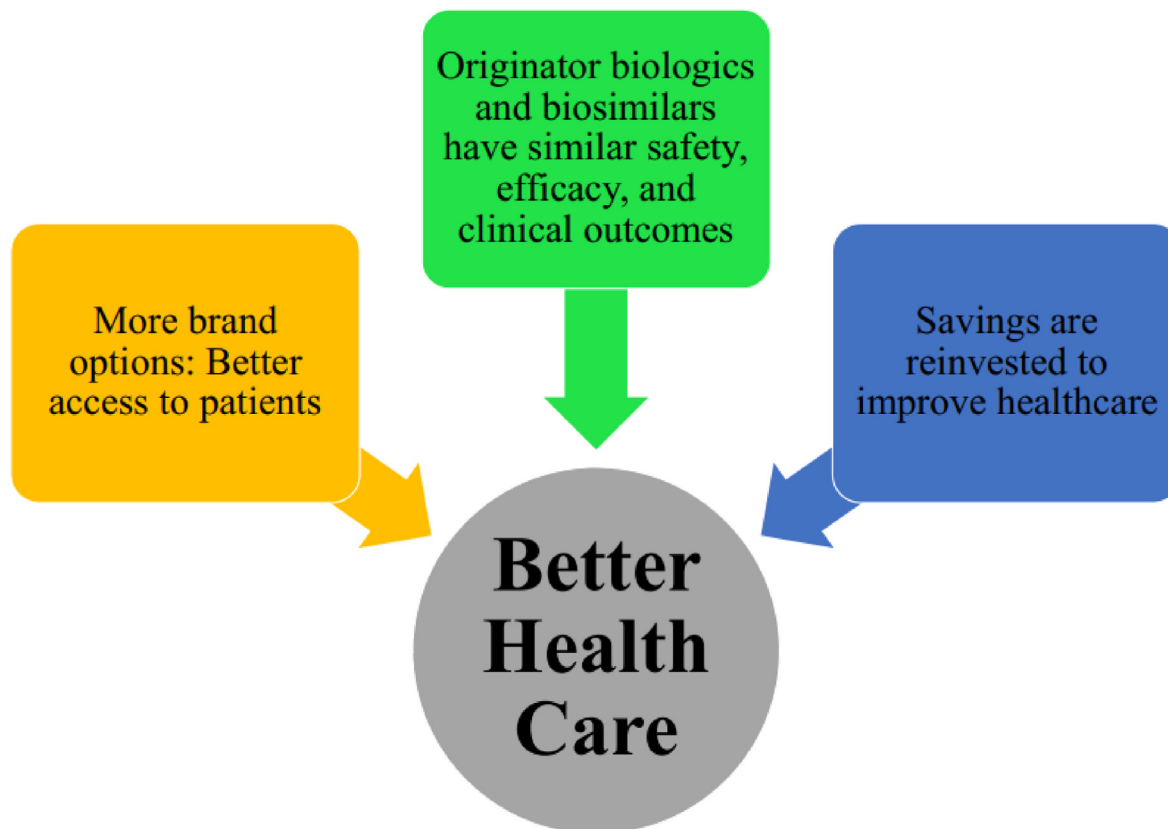 More brand
options: Better
access to patients
Originator biologics
and biosimilars
have similar safety,
efficacy, and
clinical outcomes
Savings are
reinvested to
improve healthcare
Better
Health
Care